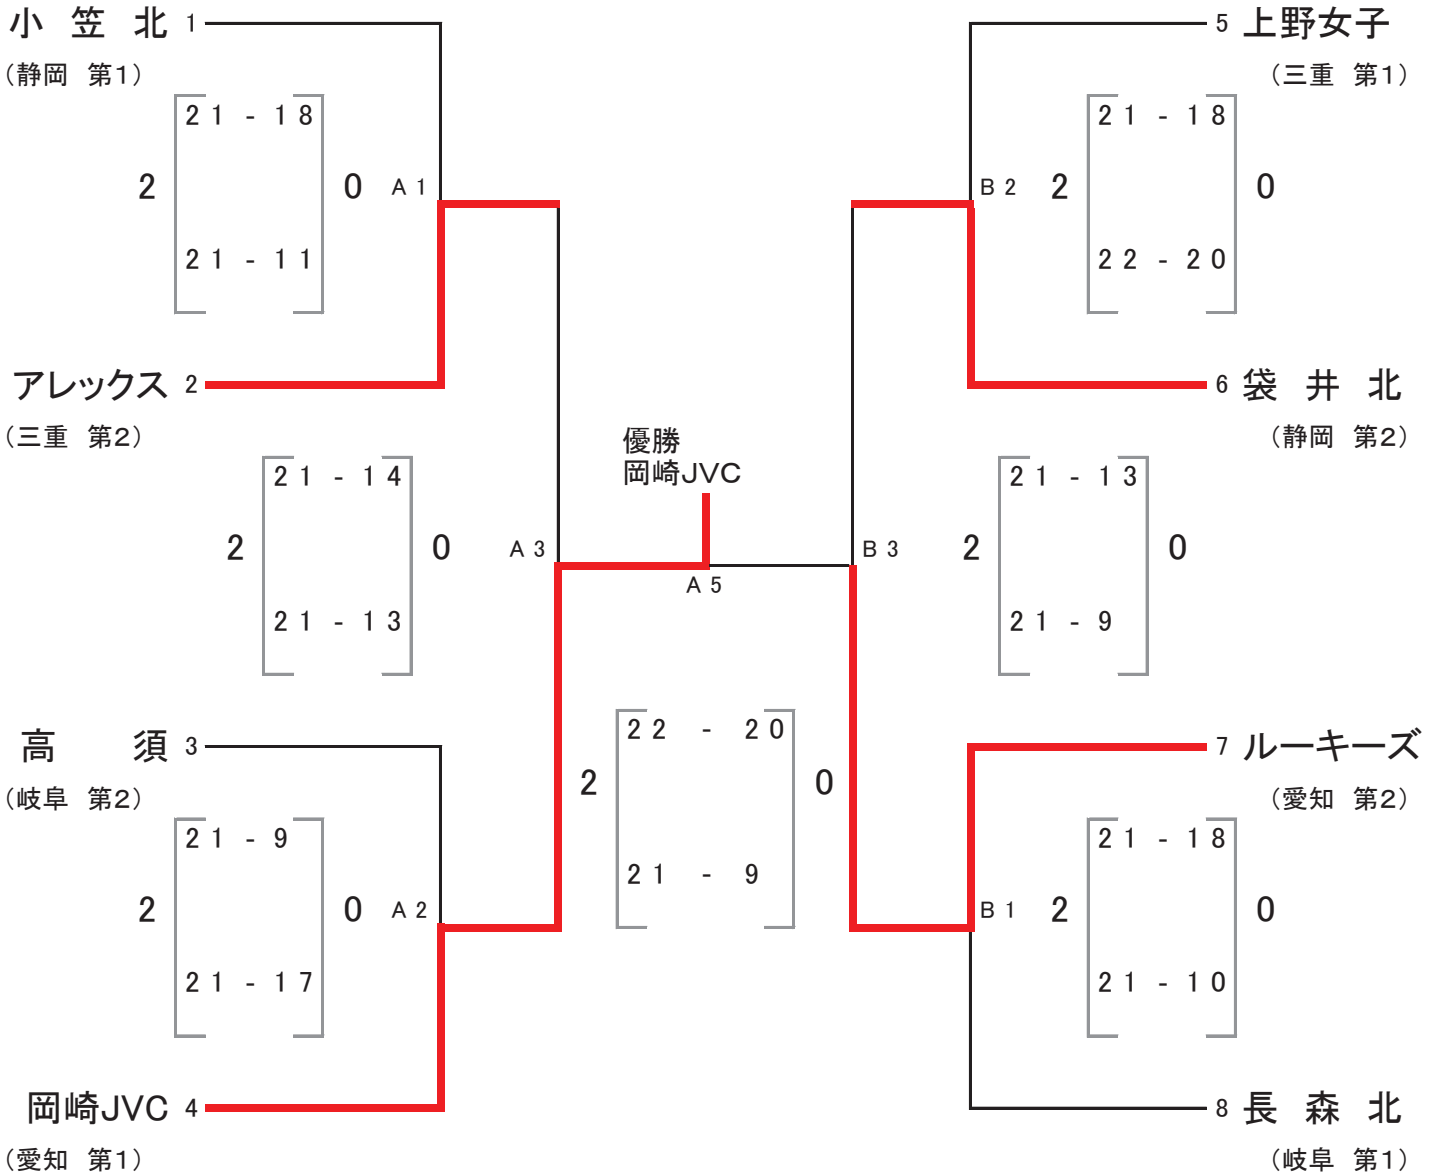 小 笠 北 1
5 上野女子
(静岡 第1)
(三重 第1)
21 - 18
21 - 18
2 0 A1
B2 2 0
21 - 11
22 - 20
アレックス 2
6 袋 井 北
(三重 第2)
(静岡 第2)
優勝
岡崎JVC
21 - 14
21 - 13
2 0 A3
B3 2 0
A5
21 - 13
21 - 9
22 - 20
高 須 3
7 ルーキーズ
2 0
(岐阜 第2)
(愛知 第2)
21 - 9
21 - 18
21 - 9
2 0 A2
B1 2 0
21 - 17
21 - 10
岡崎JVC 4
8 長 森 北
(愛知 第1)
(岐阜 第1)